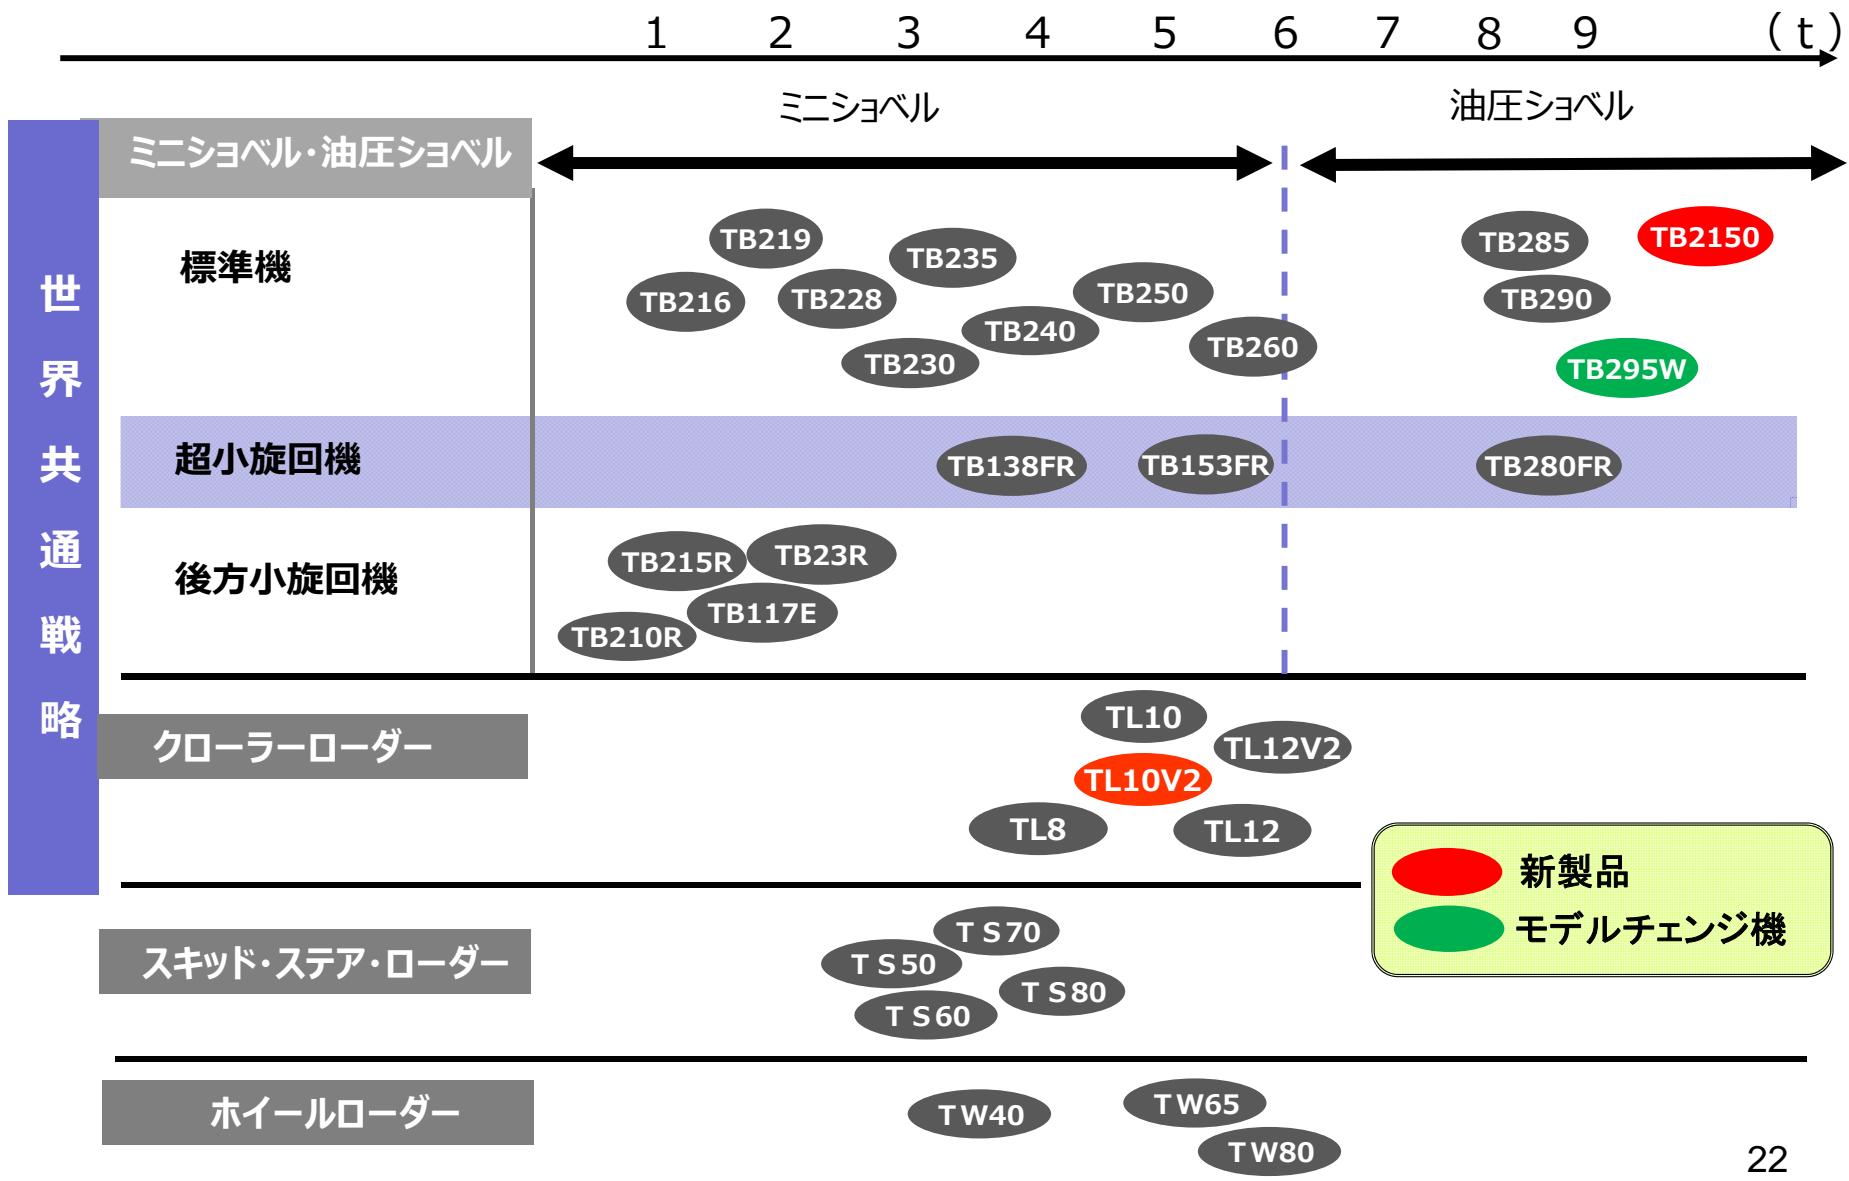 1 2 3 4 5 6 7 8 9 (t)
ミニショベル
油圧ショベル
世界共通戦略
ミニショベル・油圧ショベル
標準機
TB219
TB235
TB285
TB2150
TB216
TB228
TB250
TB290
TB240
TB230
TB260
TB295W
超小旋回機
TB138FR
TB153FR
TB280FR
後方小旋回機
TB215R
TB23R
TB117E
TB210R
クローラーローダー
TL10
TL12V2
TL10V2
TL8
TL12
新製品
モデルチェンジ機
スキッド・ステア・ローダー
TS70
TS50
TS80
TS60
ホイールローダー
TW40
TW65
TW80
22